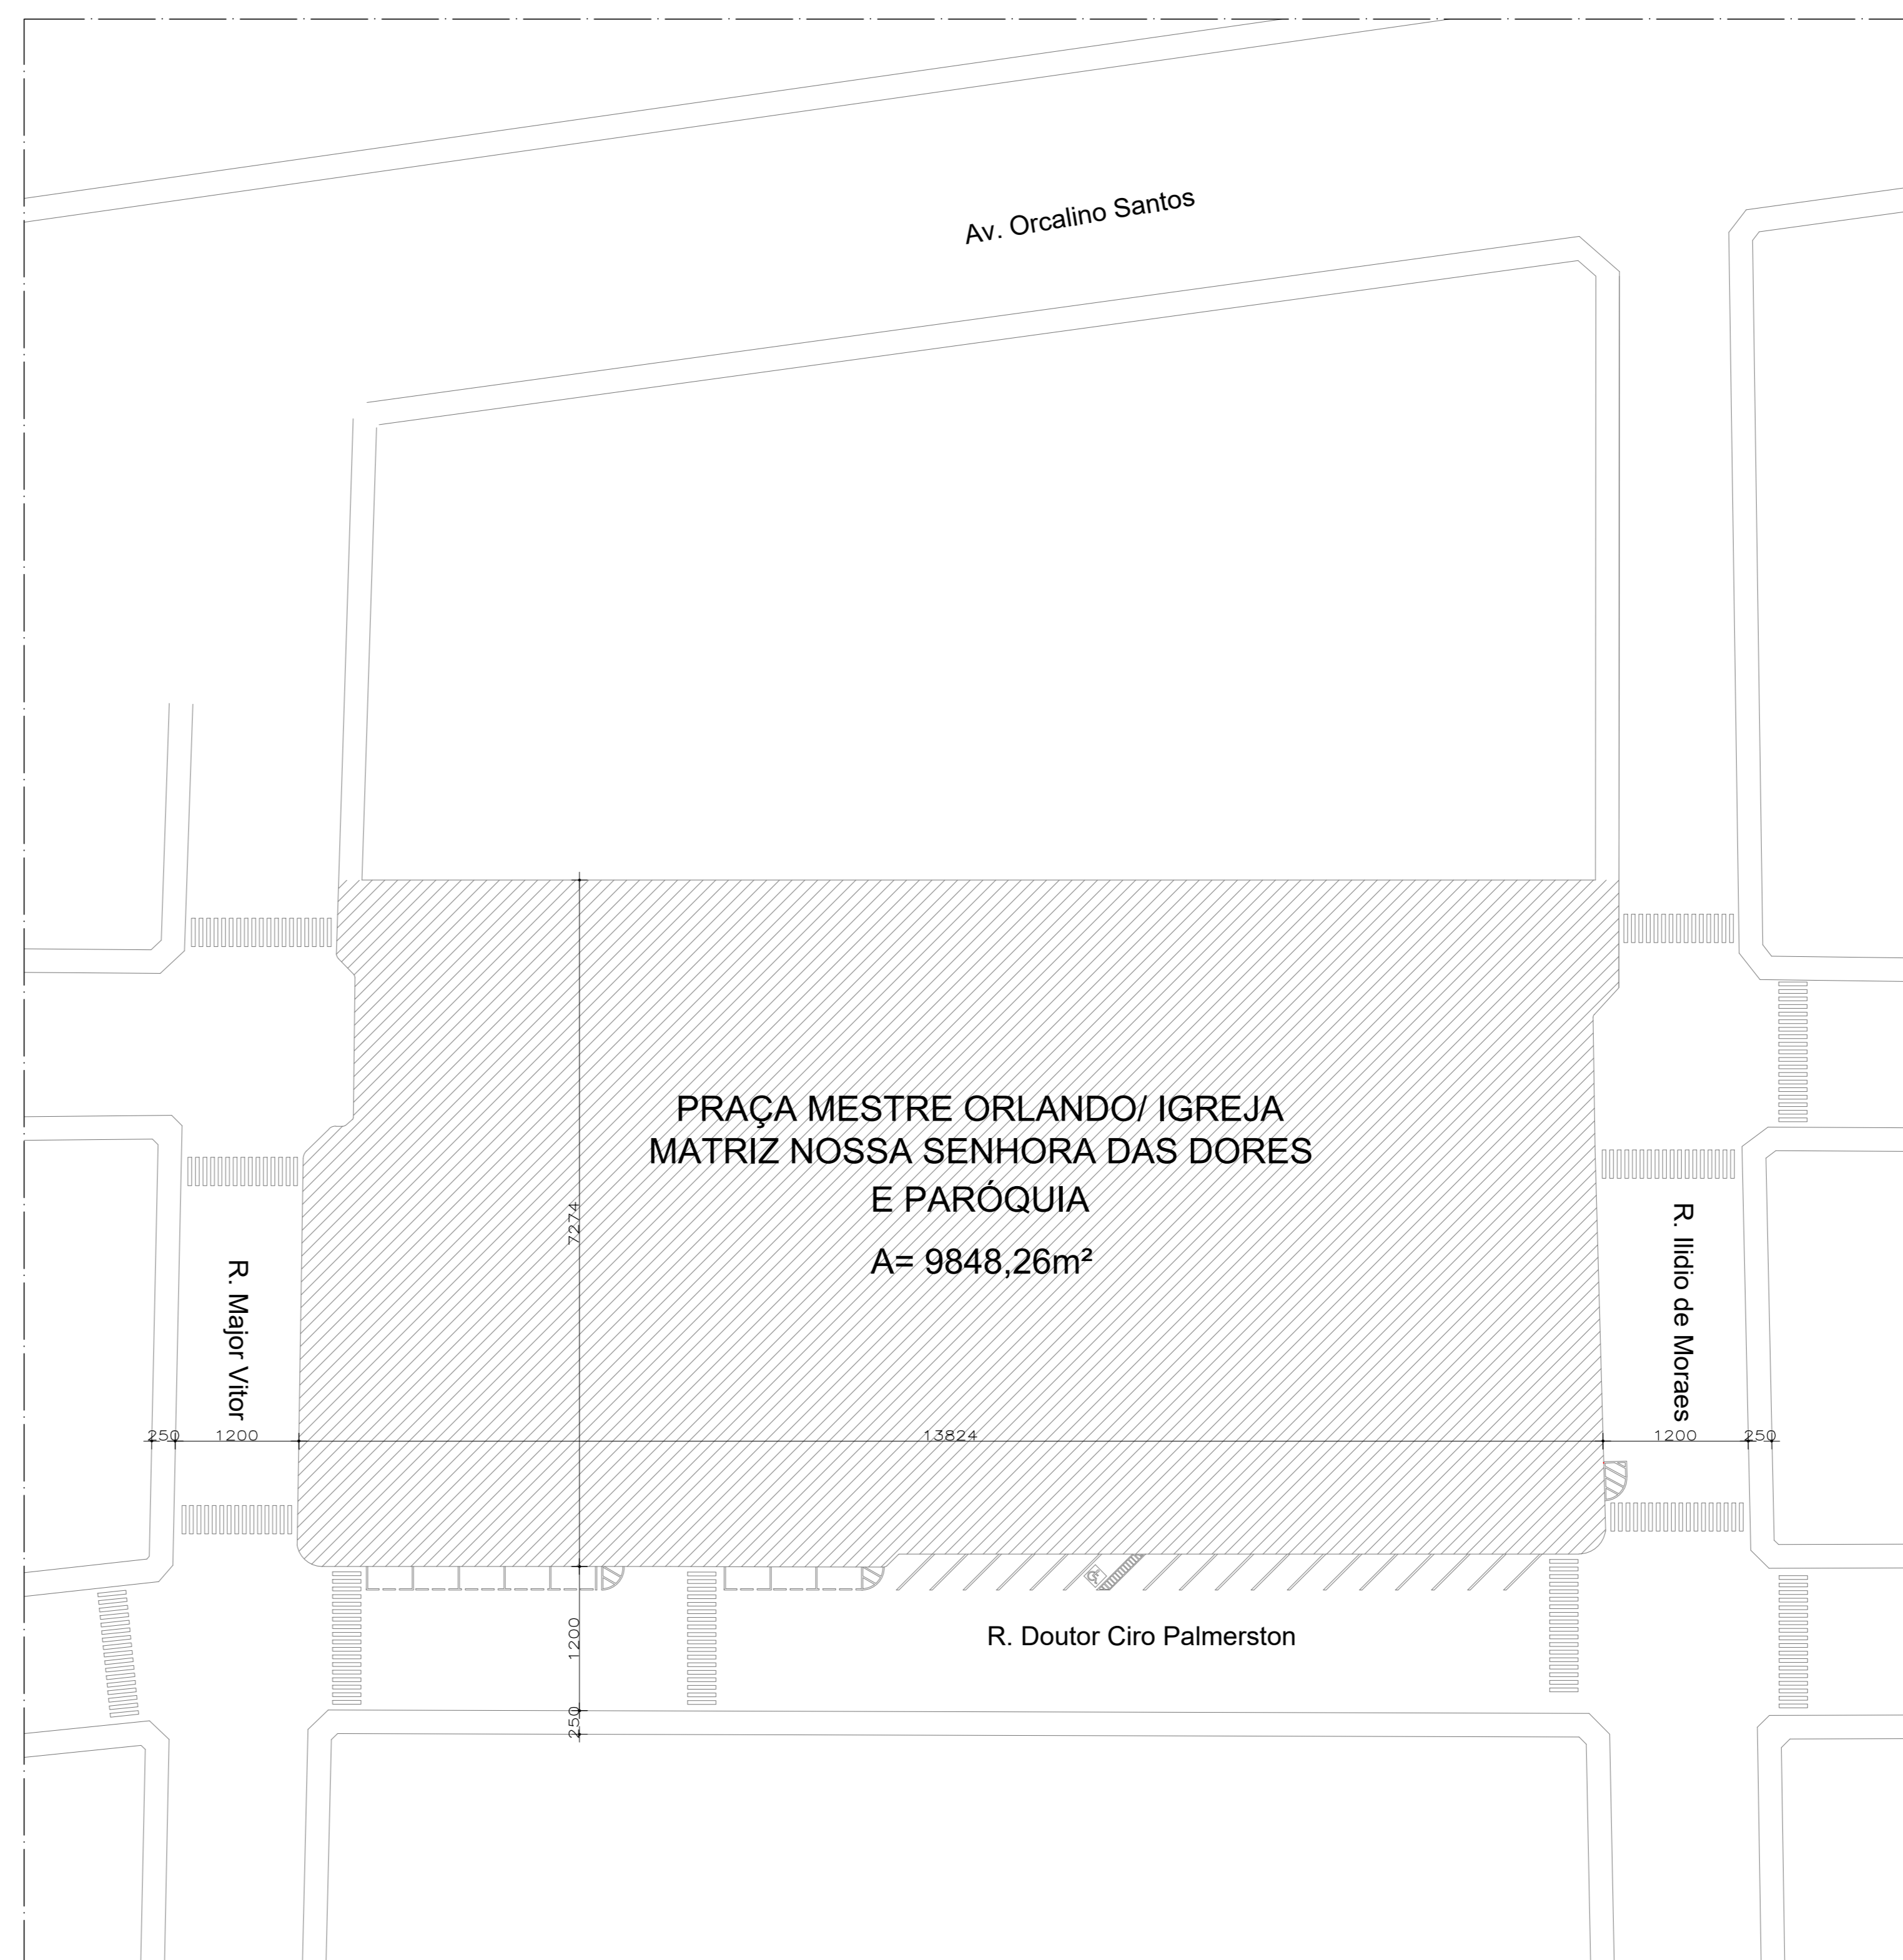 Av. Orcalino Santos
PRAÇA MESTRE ORLANDO/ IGREJA
MATRIZ NOSSA SENHORA DAS DORES
E PARÓQUIA
A= 9848,26m²
7274
R. Major Vitor
R. Ilidio de Moraes
250
1200
13824
1200
250
R. Doutor Ciro Palmerston
1200
250